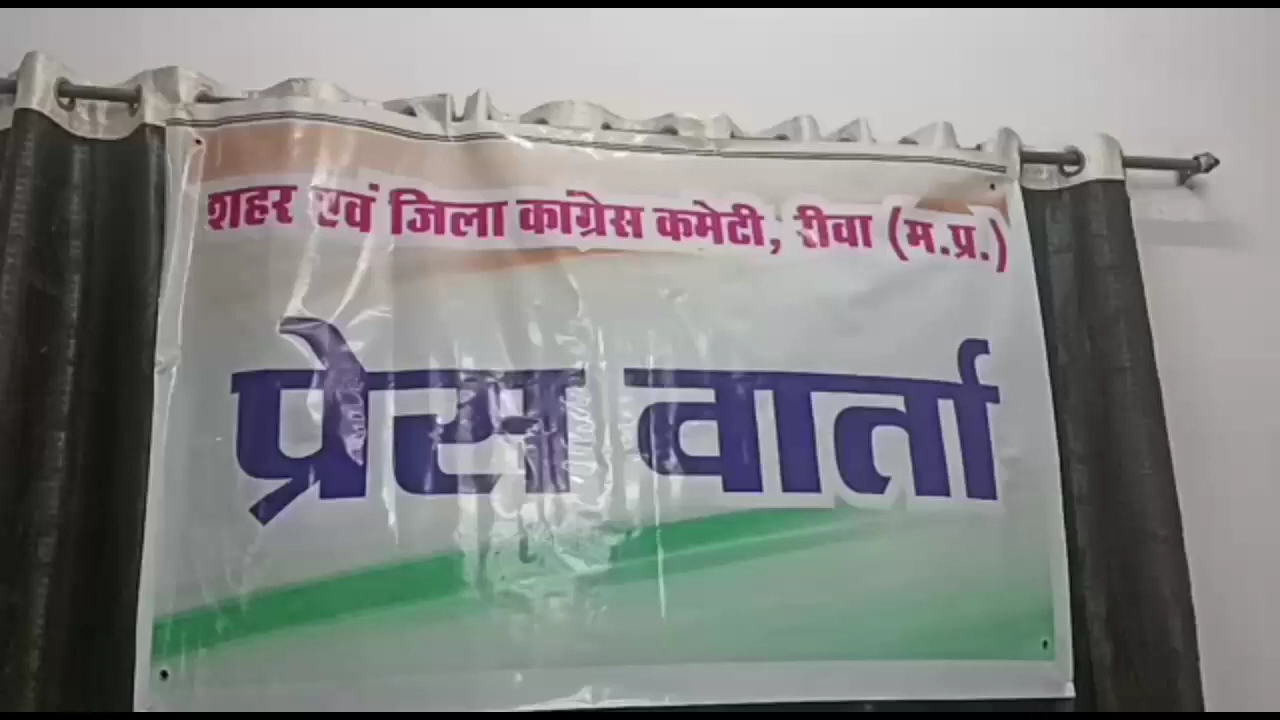 शहर एवं जिला कांग्रेस कमेटी, रीवा (म.प्र.)
प्रेस वार्ता